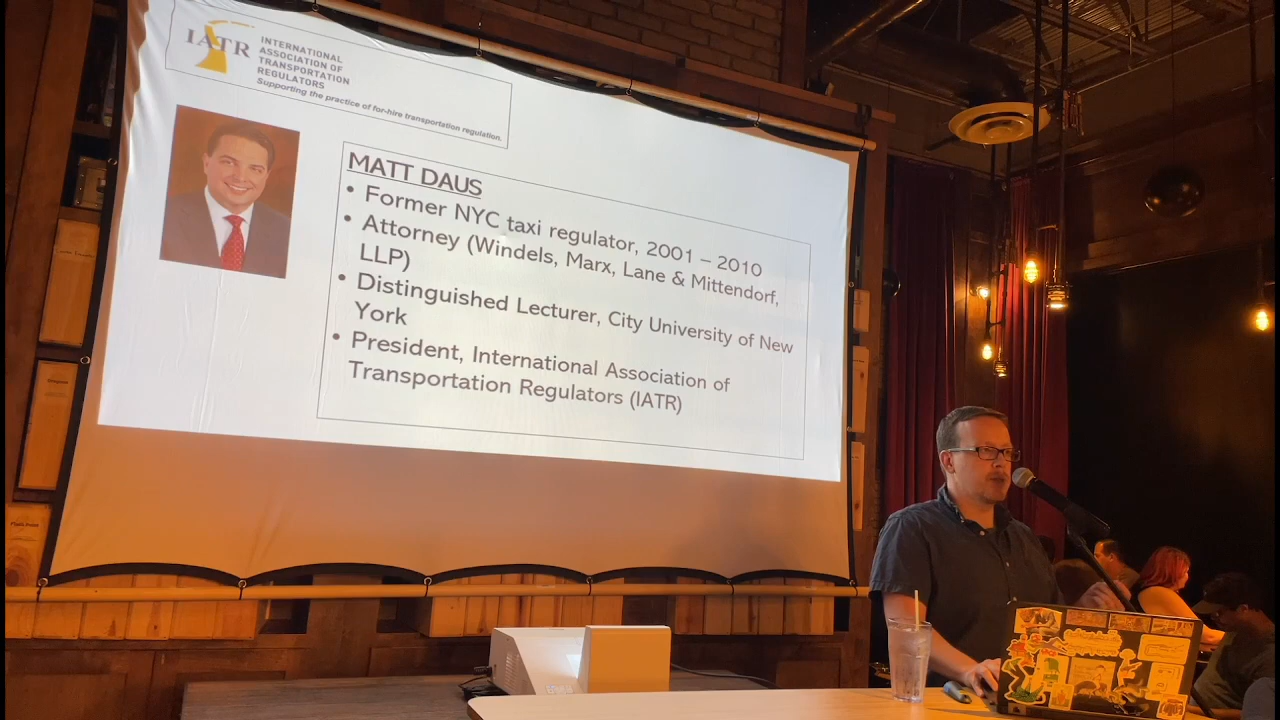 IATR
INTERNATIONAL
ASSOCIATION OF
TRANSPORTATION
REGULATORS
Supporting the practice of for-hire transportation regulation.
MATT DAUS
• Former NYC taxi regulator, 2001 – 2010
• Attorney (Windels, Marx, Lane & Mittendorf,
LLP)
• Distinguished Lecturer, City University of New
York
• President, International Association of
Transportation Regulators (IATR)